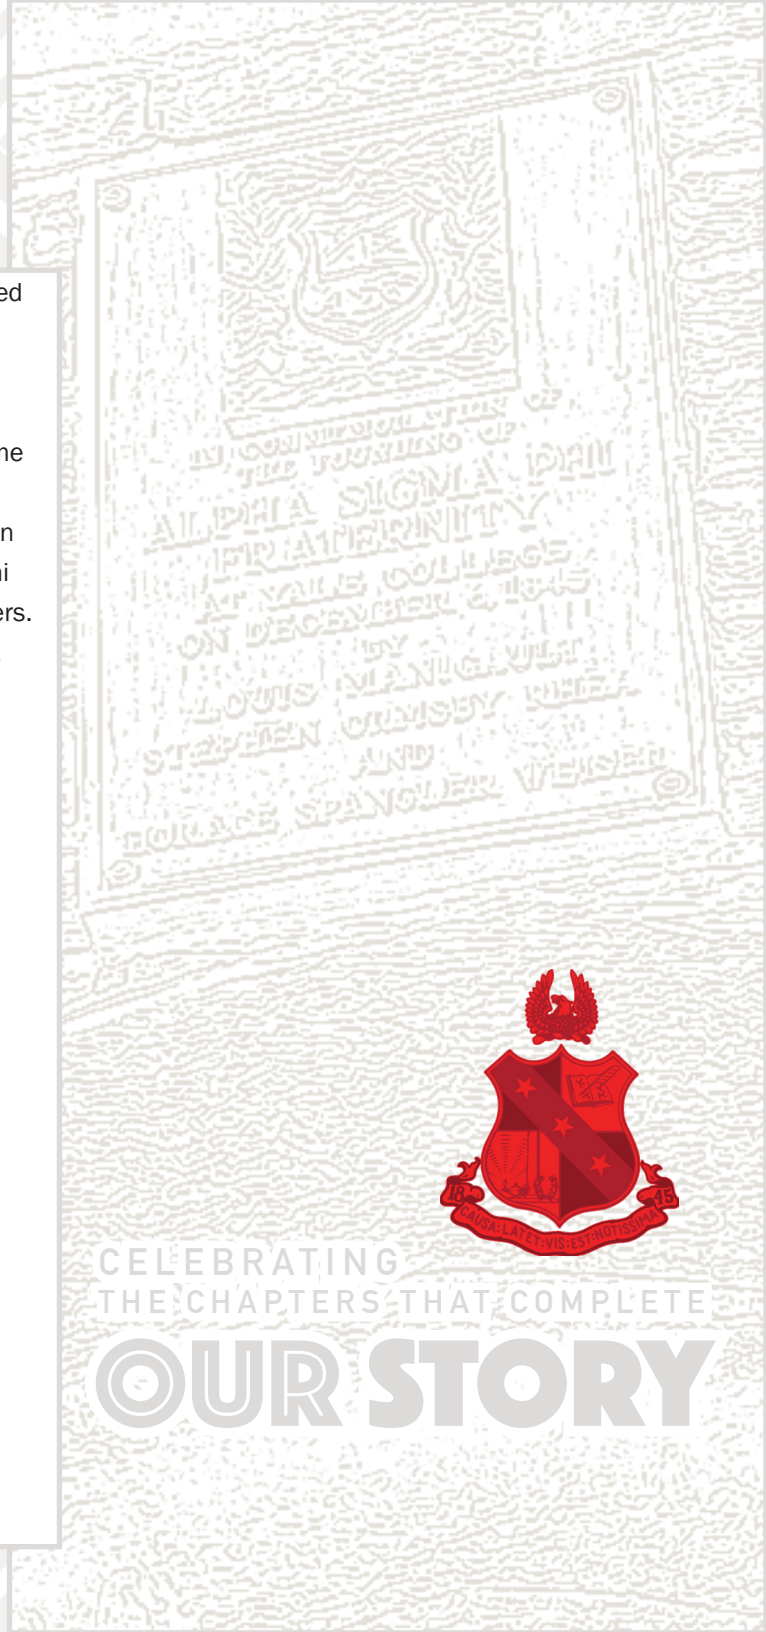 ed
ne
n
ni
ers.
IN COMMEMORATION OF
THE FOUNDING OF
ALPHA SIGMA PHI
FRATERNITY
AT YALE COLLEGE
ON DECEMBER 6, 1845
BY
LOUIS MANIGAULT
STEPHEN ORMSBY RHEA
AND
HORACE SPANGLER WEISER
18 45
CAUSA:LATET:VIS:EST:NOTISSIMA
CELEBRATING
THE CHAPTERS THAT COMPLETE
OUR STORY